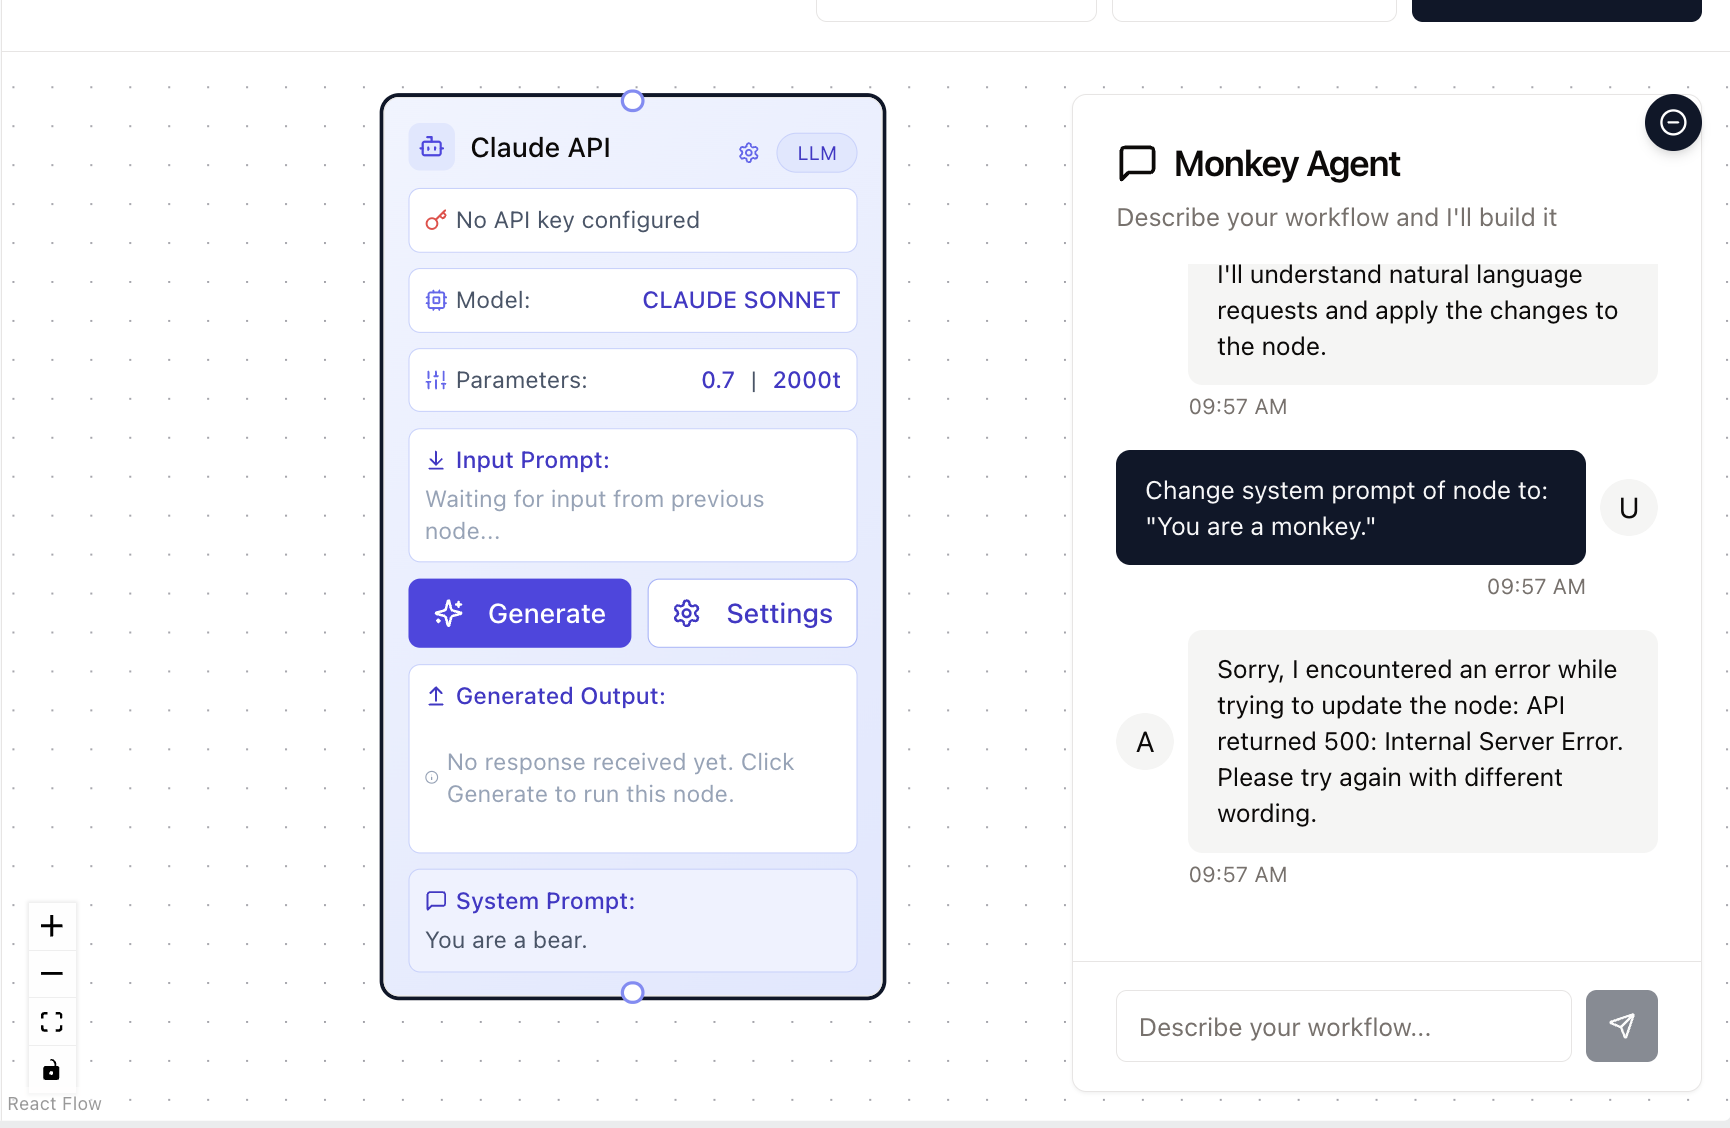 Claude API
LLM
No API key configured
Model:
CLAUDE SONNET
Parameters:
0.7 | 2000t
Input Prompt:
Waiting for input from previous
node...
Generate
Settings
Generated Output:
No response received yet. Click
Generate to run this node.
System Prompt:
You are a bear.
React Flow
Monkey Agent
Describe your workflow and I'll build it
I'll understand natural language
requests and apply the changes to
the node.
09:57 AM
Change system prompt of node to:
"You are a monkey."
U
09:57 AM
A
Sorry, I encountered an error while
trying to update the node: API
returned 500: Internal Server Error.
Please try again with different
wording.
09:57 AM
Describe your workflow...